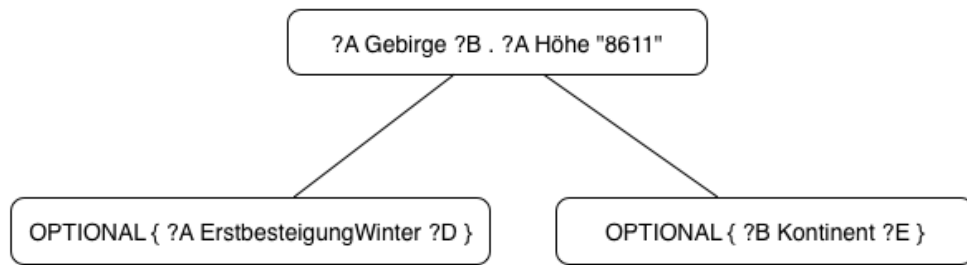 ?A Gebirge ?B . ?A Höhe "8611"
OPTIONAL { ?A ErstbesteigungWinter ?D }
OPTIONAL { ?B Kontinent ?E }